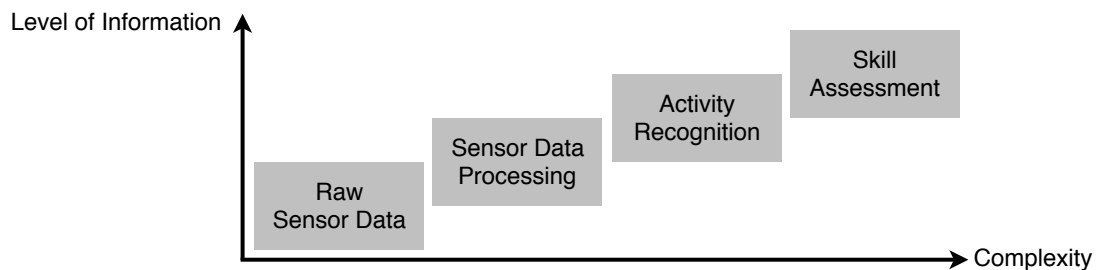 Level of Information
Skill
Assessment
Activity
Recognition
Sensor Data
Processing
Raw
Sensor Data
Complexity